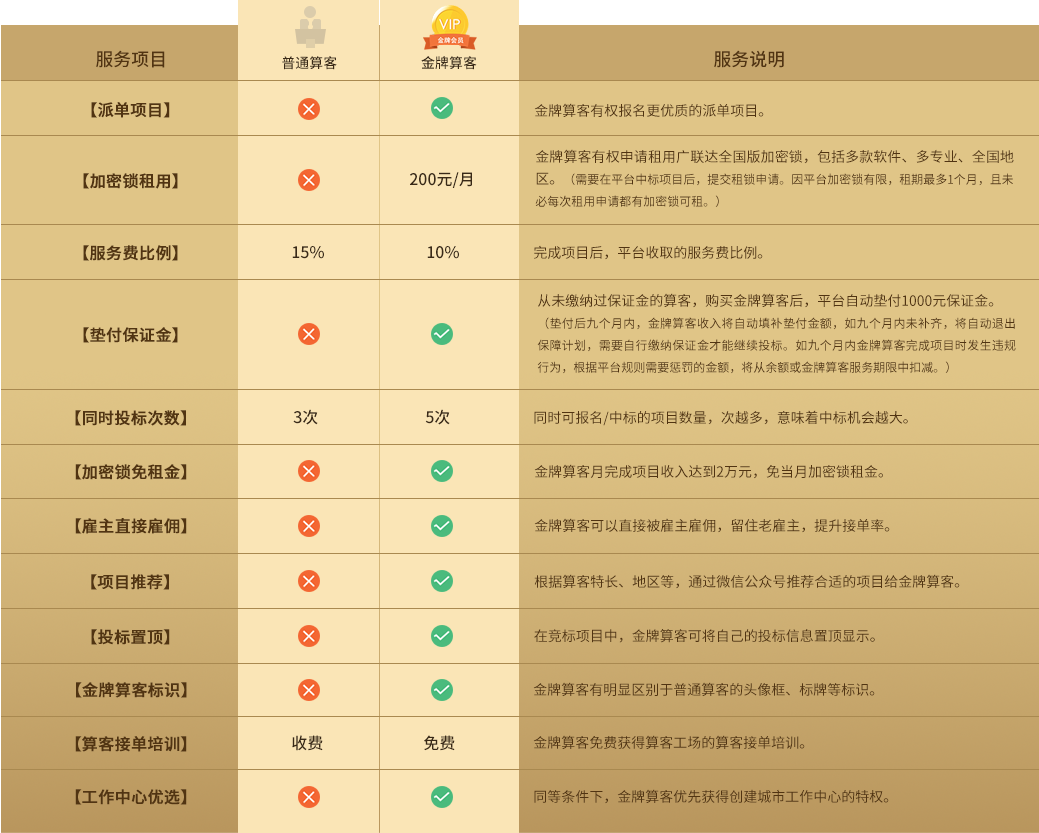 VIP
金牌会员
服务项目 普通算客 金牌算客 服务说明
【派单项目】 金牌算客有权报名更优质的派单项目。
【加密锁租用】 200元/月 金牌算客有权申请租用广联达全国版加密锁，包括多款软件、多专业、全国地
区。（需要在平台中标项目后，提交租锁申请。因平台加密锁有限，租期最多1个月，且未
必每次租用申请都有加密锁可租。）
【服务费比例】 15% 10% 完成项目后，平台收取的服务费比例。
【垫付保证金】 从未缴纳过保证金的算客，购买金牌算客后，平台自动垫付1000元保证金。
（垫付后九个月内，金牌算客收入将自动填补垫付金额，如九个月内未补齐，将自动退出
保障计划，需要自行缴纳保证金才能继续投标。如九个月内金牌算客完成项目时发生违规
行为，根据平台规则需要惩罚的金额，将从余额或金牌算客服务期限中扣减。）
【同时投标次数】 3次 5次 同时可报名/中标的项目数量，次越多，意味着中标机会越大。
【加密锁免租金】 金牌算客月完成项目收入达到2万元，免当月加密锁租金。
【雇主直接雇佣】 金牌算客可以直接被雇主雇佣，留住老雇主，提升接单率。
【项目推荐】 根据算客特长、地区等，通过微信公众号推荐合适的项目给金牌算客。
【投标置顶】 在竞标项目中，金牌算客可将自己的投标信息置顶显示。
【金牌算客标识】 金牌算客有明显区别于普通算客的头像框、标牌等标识。
【算客接单培训】 收费 免费 金牌算客免费获得算客工场的算客接单培训。
【工作中心优选】 同等条件下，金牌算客优先获得创建城市工作中心的特权。